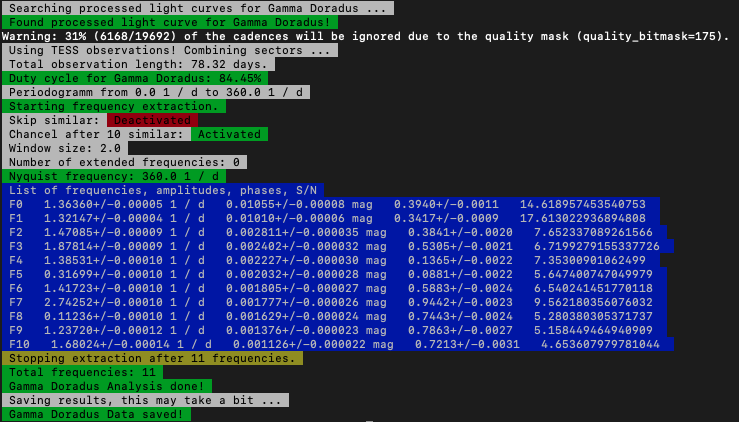 Searching processed light curves for Gamma Doradus ...
Found processed light curve for Gamma Doradus!
Warning: 31% (6168/19692) of the cadences will be ignored due to the quality mask (quality_bitmask=175).
Using TESS observations! Combining sectors ...
Total observation length: 78.32 days.
Duty cycle for Gamma Doradus: 84.45%
Periodogramm from 0.0 1 / d to 360.0 1 / d
Starting frequency extraction.
Skip similar: Deactivated
Chancel after 10 similar: Activated
Window size: 2.0
Number of extended frequencies: 0
Nyquist frequency: 360.0 1 / d
List of frequencies, amplitudes, phases, S/N
F0 1.36360+/-0.00005 1 / d 0.01055+/-0.00008 mag 0.3940+/-0.0011 14.618957453540753
F1 1.32147+/-0.00004 1 / d 0.01010+/-0.00006 mag 0.3417+/-0.0009 17.613022936894808
F2 1.47085+/-0.00009 1 / d 0.002811+/-0.000035 mag 0.3841+/-0.0020 7.652337089261566
F3 1.87814+/-0.00009 1 / d 0.002402+/-0.000032 mag 0.5305+/-0.0021 6.7199279155337726
F4 1.38531+/-0.00010 1 / d 0.002227+/-0.000030 mag 0.1365+/-0.0022 7.35300901062499
F5 0.31699+/-0.00010 1 / d 0.002032+/-0.000028 mag 0.0881+/-0.0022 5.647400747049979
F6 1.41723+/-0.00010 1 / d 0.001805+/-0.000027 mag 0.5883+/-0.0024 6.540241451770118
F7 2.74252+/-0.00010 1 / d 0.001777+/-0.000026 mag 0.9442+/-0.0023 9.562180356076032
F8 0.11236+/-0.00010 1 / d 0.001629+/-0.000024 mag 0.7443+/-0.0024 5.280380305371737
F9 1.23720+/-0.00012 1 / d 0.001376+/-0.000023 mag 0.7863+/-0.0027 5.158449464940909
F10 1.68024+/-0.00014 1 / d 0.001126+/-0.000022 mag 0.7213+/-0.0031 4.653607979781044
Stopping extraction after 11 frequencies.
Total frequencies: 11
Gamma Doradus Analysis done!
Saving results, this may take a bit ...
Gamma Doradus Data saved!